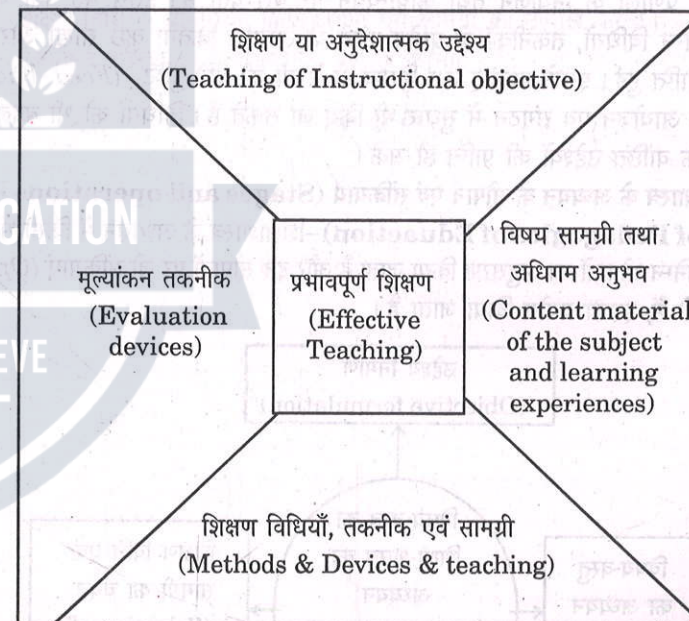 शिक्षण या अनुदेशात्मक उद्देश्य
(Teaching of Instructional objective)
मूल्यांकन तकनीक
(Evaluation
devices)
प्रभावपूर्ण शिक्षण
(Effective
Teaching)
विषय सामग्री तथा
अधिगम अनुभव
(Content material
of the subject
and learning
experiences)
शिक्षण विधियाँ, तकनीक एवं सामग्री
(Methods & Devices & teaching)